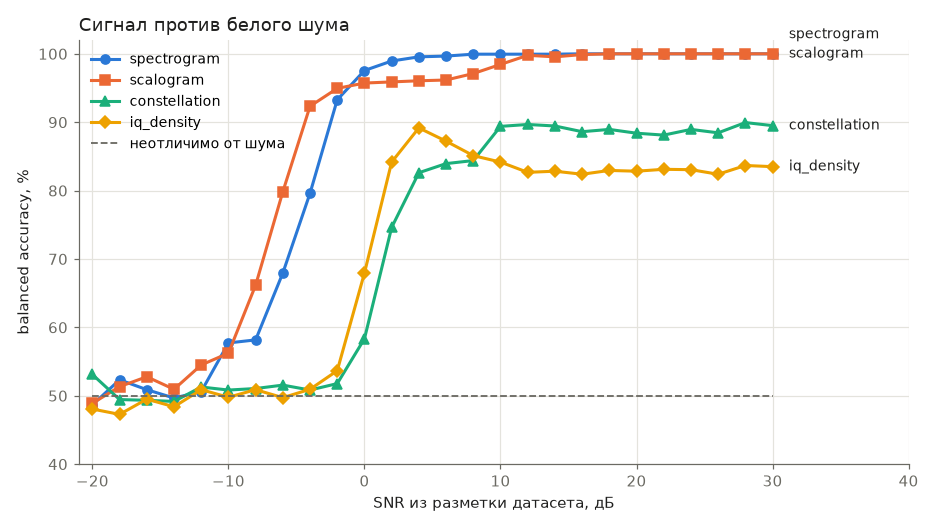 Сигнал против белого шума
spectrogram
scalogram
constellation
iq_density
неотличимо от шума
spectrogram
scalogram
constellation
iq_density
balanced accuracy, %
100
90
80
70
60
50
40
−20
−10
0
10
20
30
40
SNR из разметки датасета, дБ